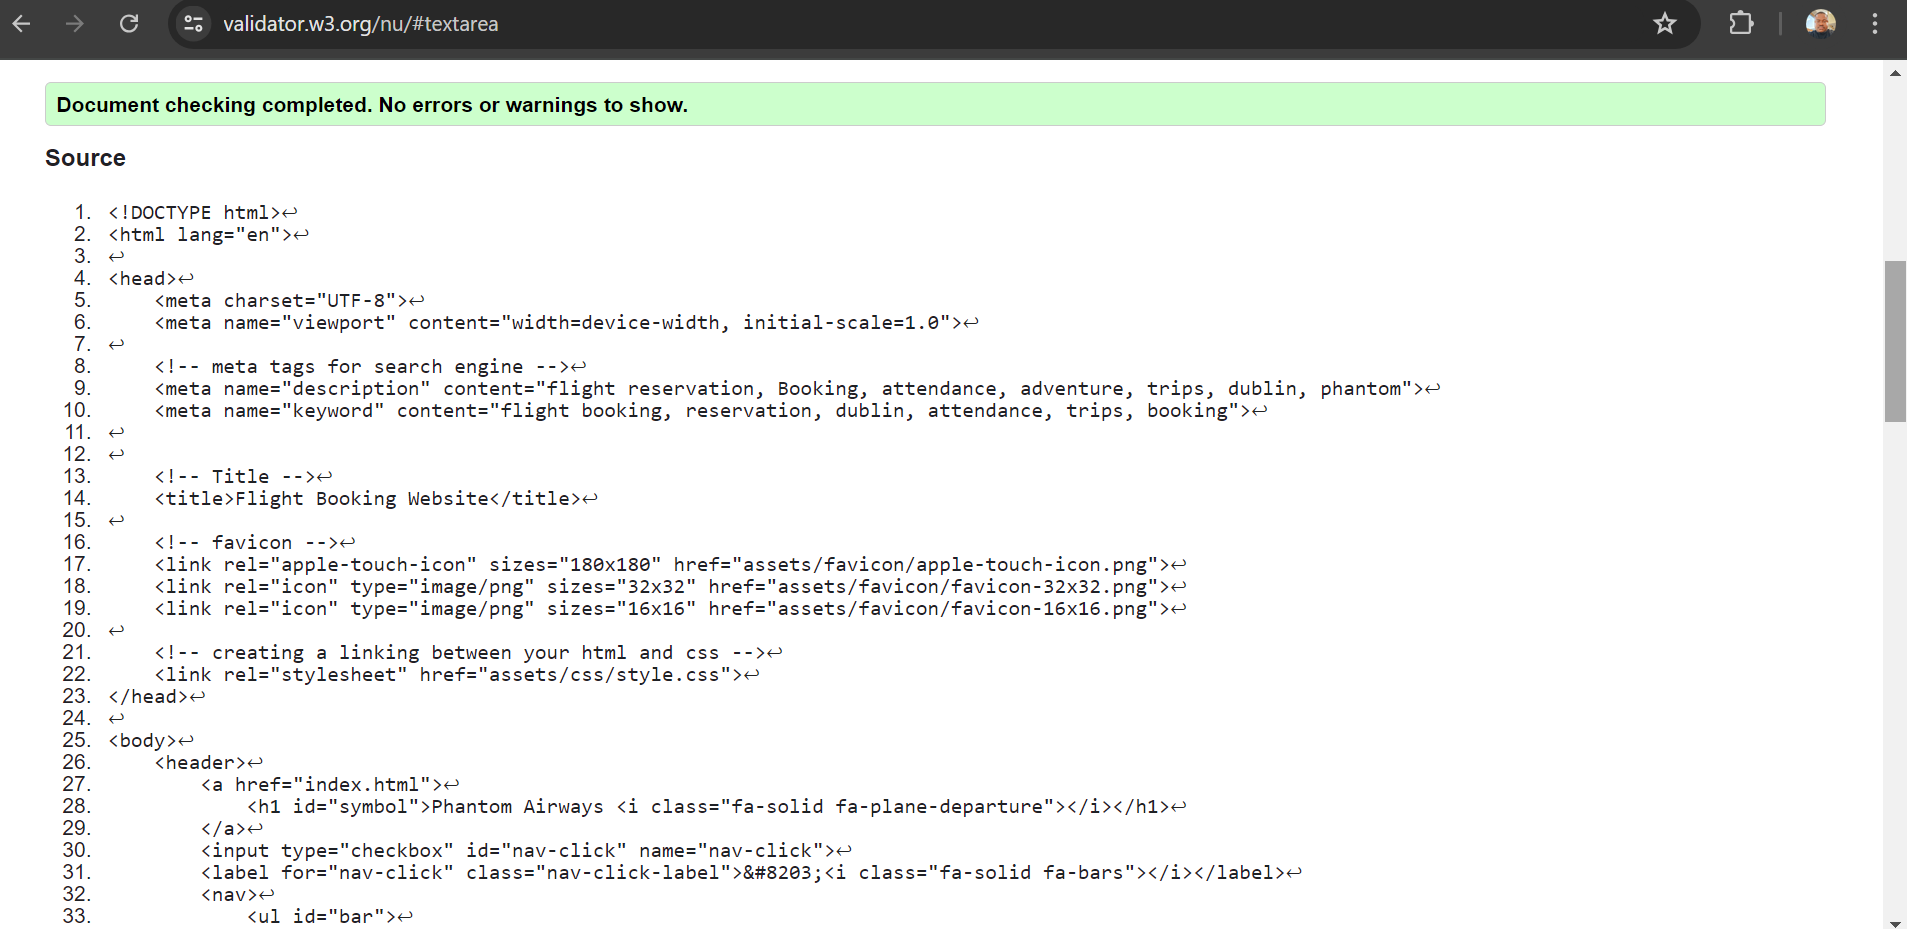 validator.w3.org/nu/#textarea
Document checking completed. No errors or warnings to show.
Source
1. <!DOCTYPE html>↩
2. <html lang="en">↩
3. ↩
4. <head>↩
5.     <meta charset="UTF-8">↩
6.     <meta name="viewport" content="width=device-width, initial-scale=1.0">↩
7. ↩
8.     <!-- meta tags for search engine -->↩
9.     <meta name="description" content="flight reservation, Booking, attendance, adventure, trips, dublin, phantom">↩
10.     <meta name="keyword" content="flight booking, reservation, dublin, attendance, trips, booking">↩
11. ↩
12. ↩
13.     <!-- Title -->↩
14.     <title>Flight Booking Website</title>↩
15. ↩
16.     <!-- favicon -->↩
17.     <link rel="apple-touch-icon" sizes="180x180" href="assets/favicon/apple-touch-icon.png">↩
18.     <link rel="icon" type="image/png" sizes="32x32" href="assets/favicon/favicon-32x32.png">↩
19.     <link rel="icon" type="image/png" sizes="16x16" href="assets/favicon/favicon-16x16.png">↩
20. ↩
21.     <!-- creating a linking between your html and css -->↩
22.     <link rel="stylesheet" href="assets/css/style.css">↩
23. </head>↩
24. ↩
25. <body>↩
26.     <header>↩
27.         <a href="index.html">↩
28.             <h1 id="symbol">Phantom Airways <i class="fa-solid fa-plane-departure"></i></h1>↩
29.         </a>↩
30.         <input type="checkbox" id="nav-click" name="nav-click">↩
31.         <label for="nav-click" class="nav-click-label">&#8203;<i class="fa-solid fa-bars"></i></label>↩
32.         <nav>↩
33.             <ul id="bar">↩